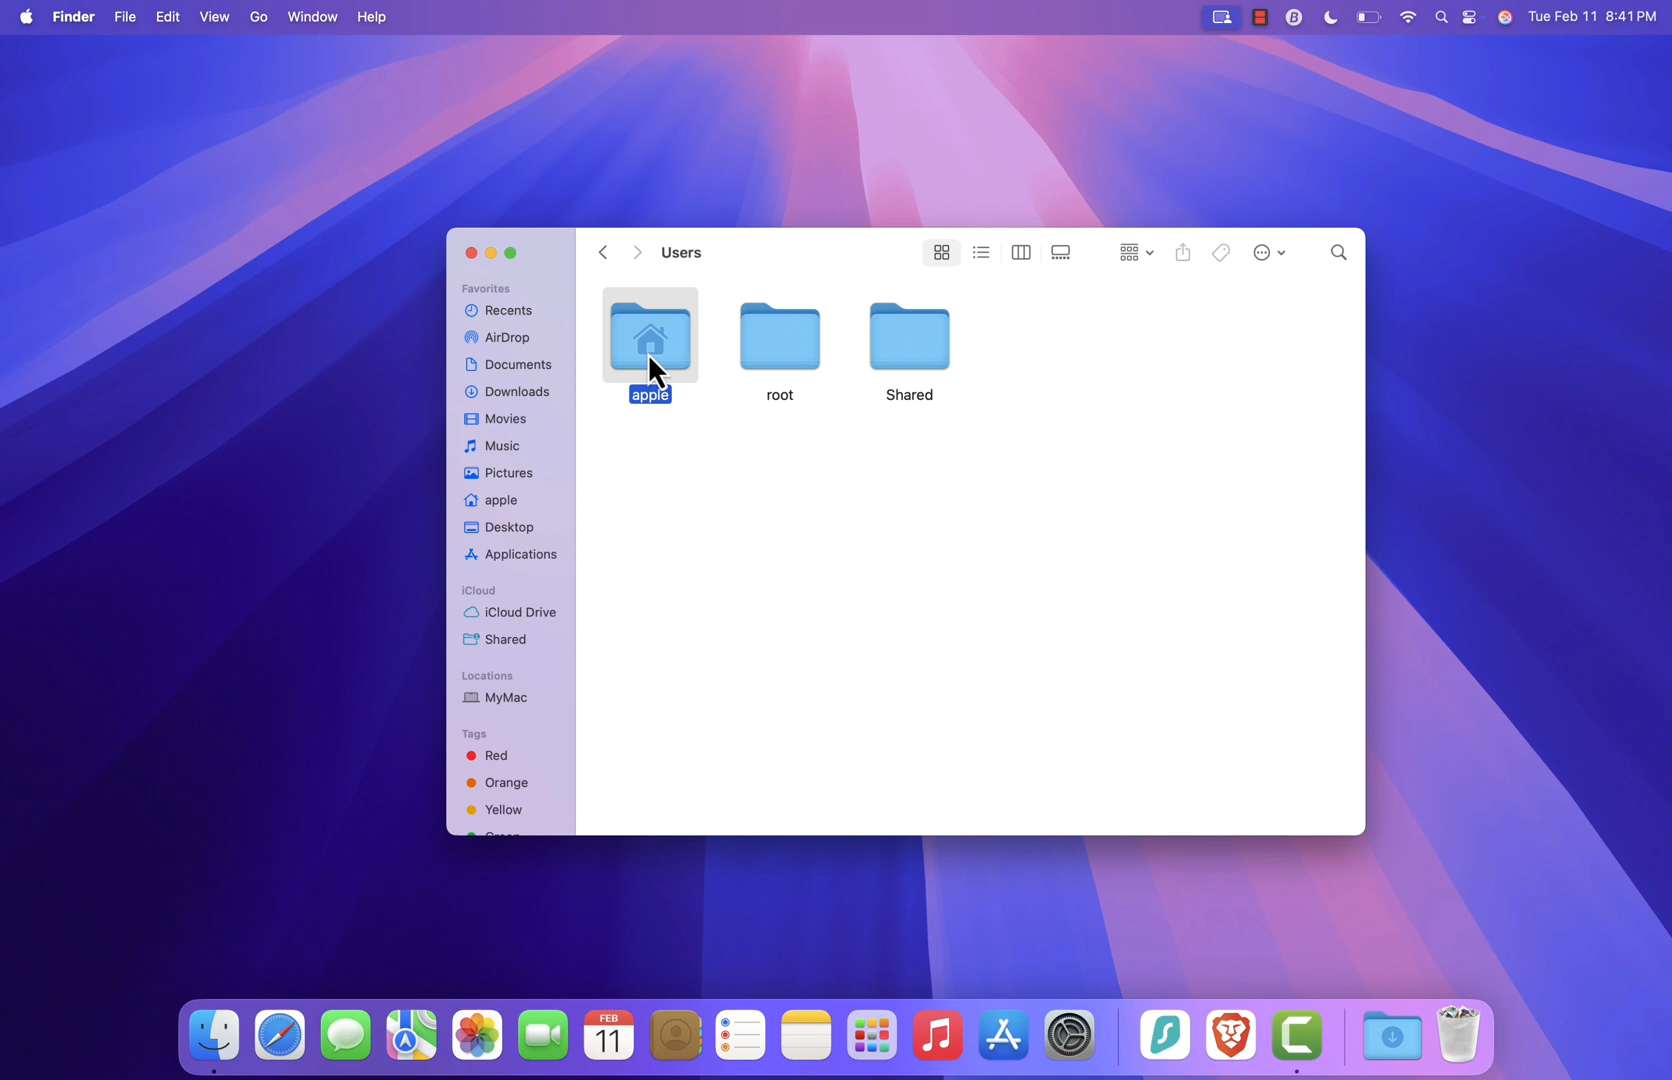 Finder File Edit View Go Window Help
Tue Feb 11 8:41 PM
Users
Favorites
Recents
AirDrop
Documents
Downloads
Movies
Music
Pictures
apple
Desktop
Applications
iCloud
iCloud Drive
Shared
Locations
MyMac
Tags
Red
Orange
Yellow
apple root Shared
FEB
11